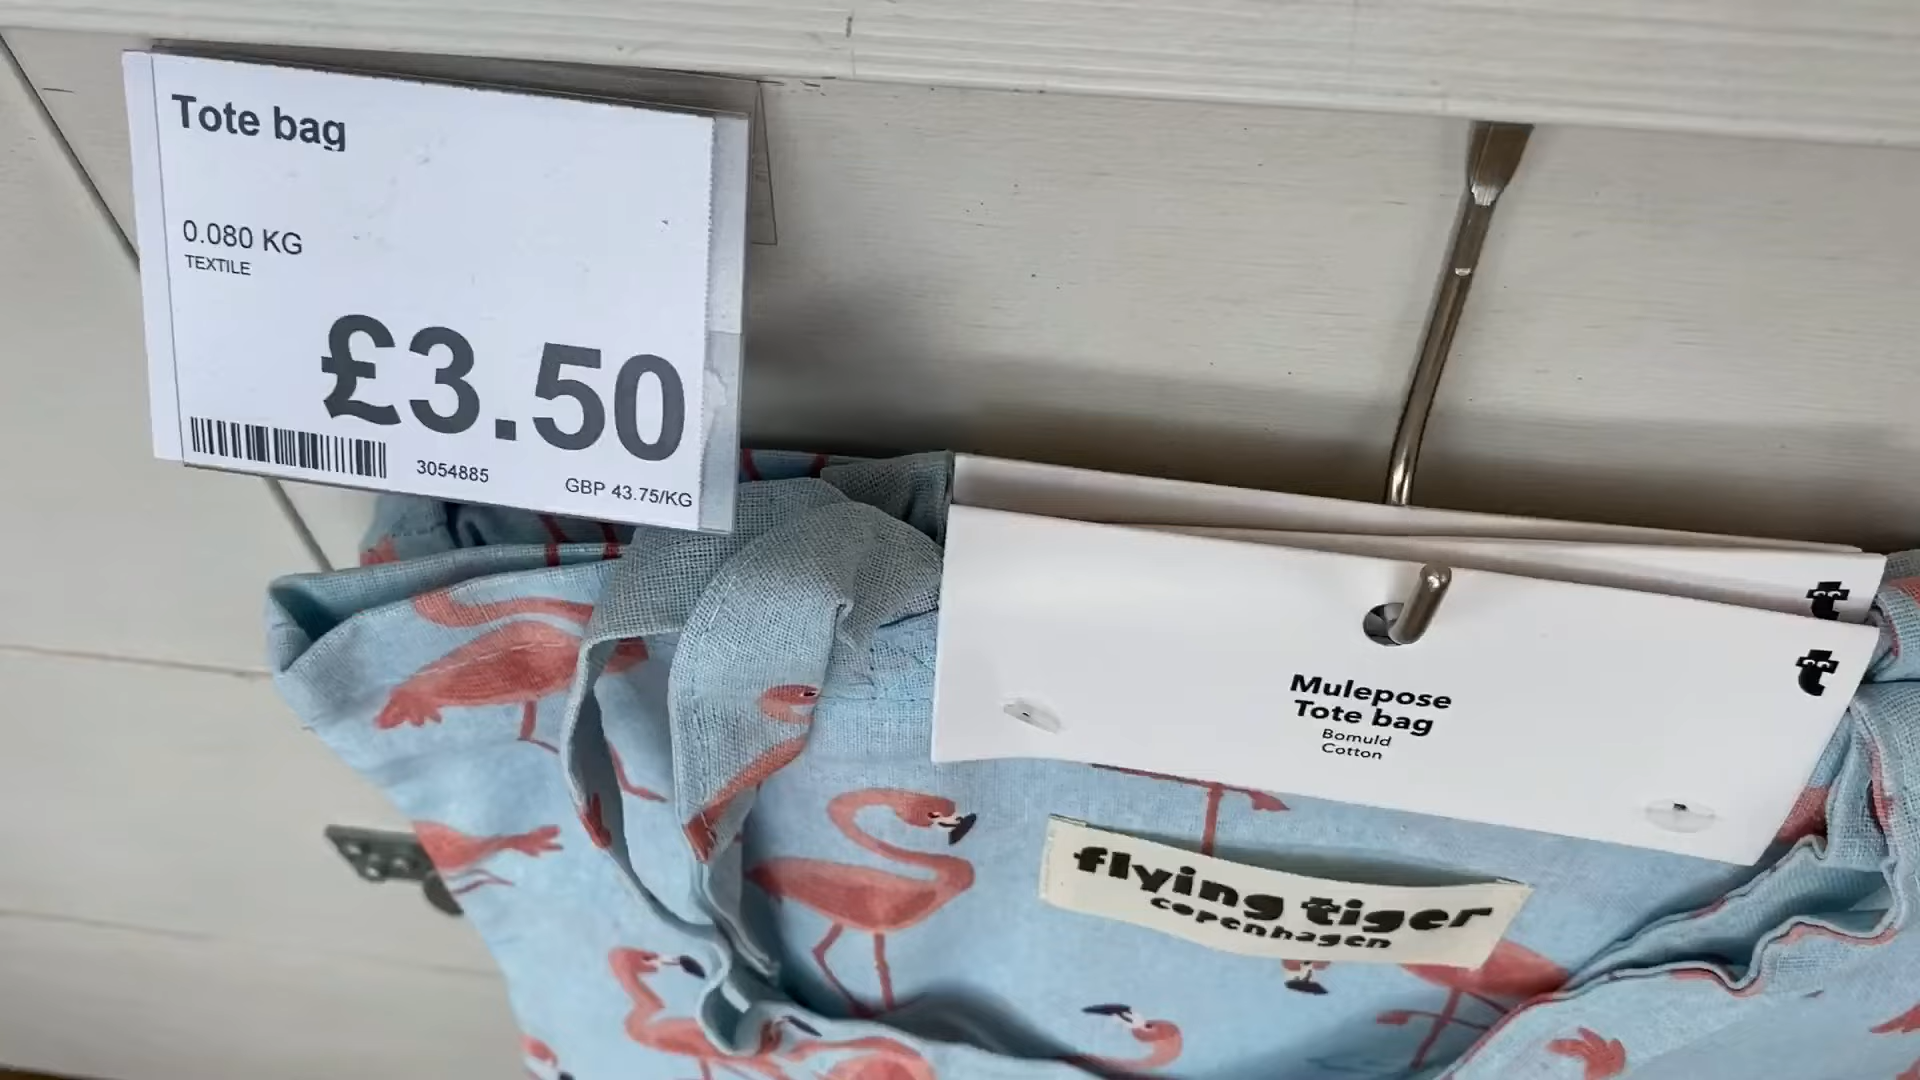 Tote bag
0.080 KG
TEXTILE
£3.50
3054885
GBP 43.75/KG
t
t
Mulepose
Tote bag
Bomuld
Cotton
flying tiger
copenhagen